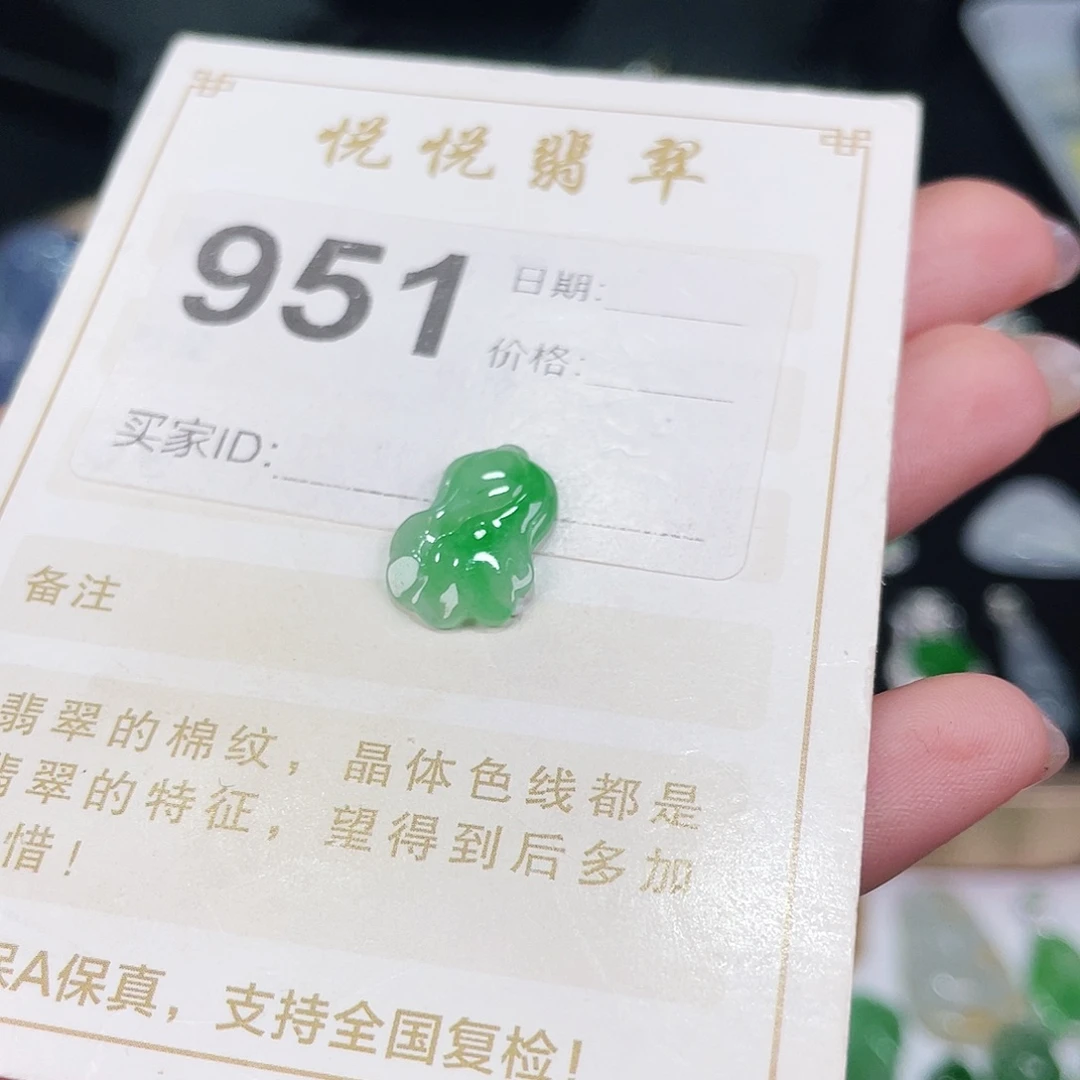 悦悦翡翠
951
日期:
价格:
买家ID:
备注
翡翠的棉纹，晶体色线都是
翡翠的特征，望得到后多加
惜！
保A保真，支持全国复检！